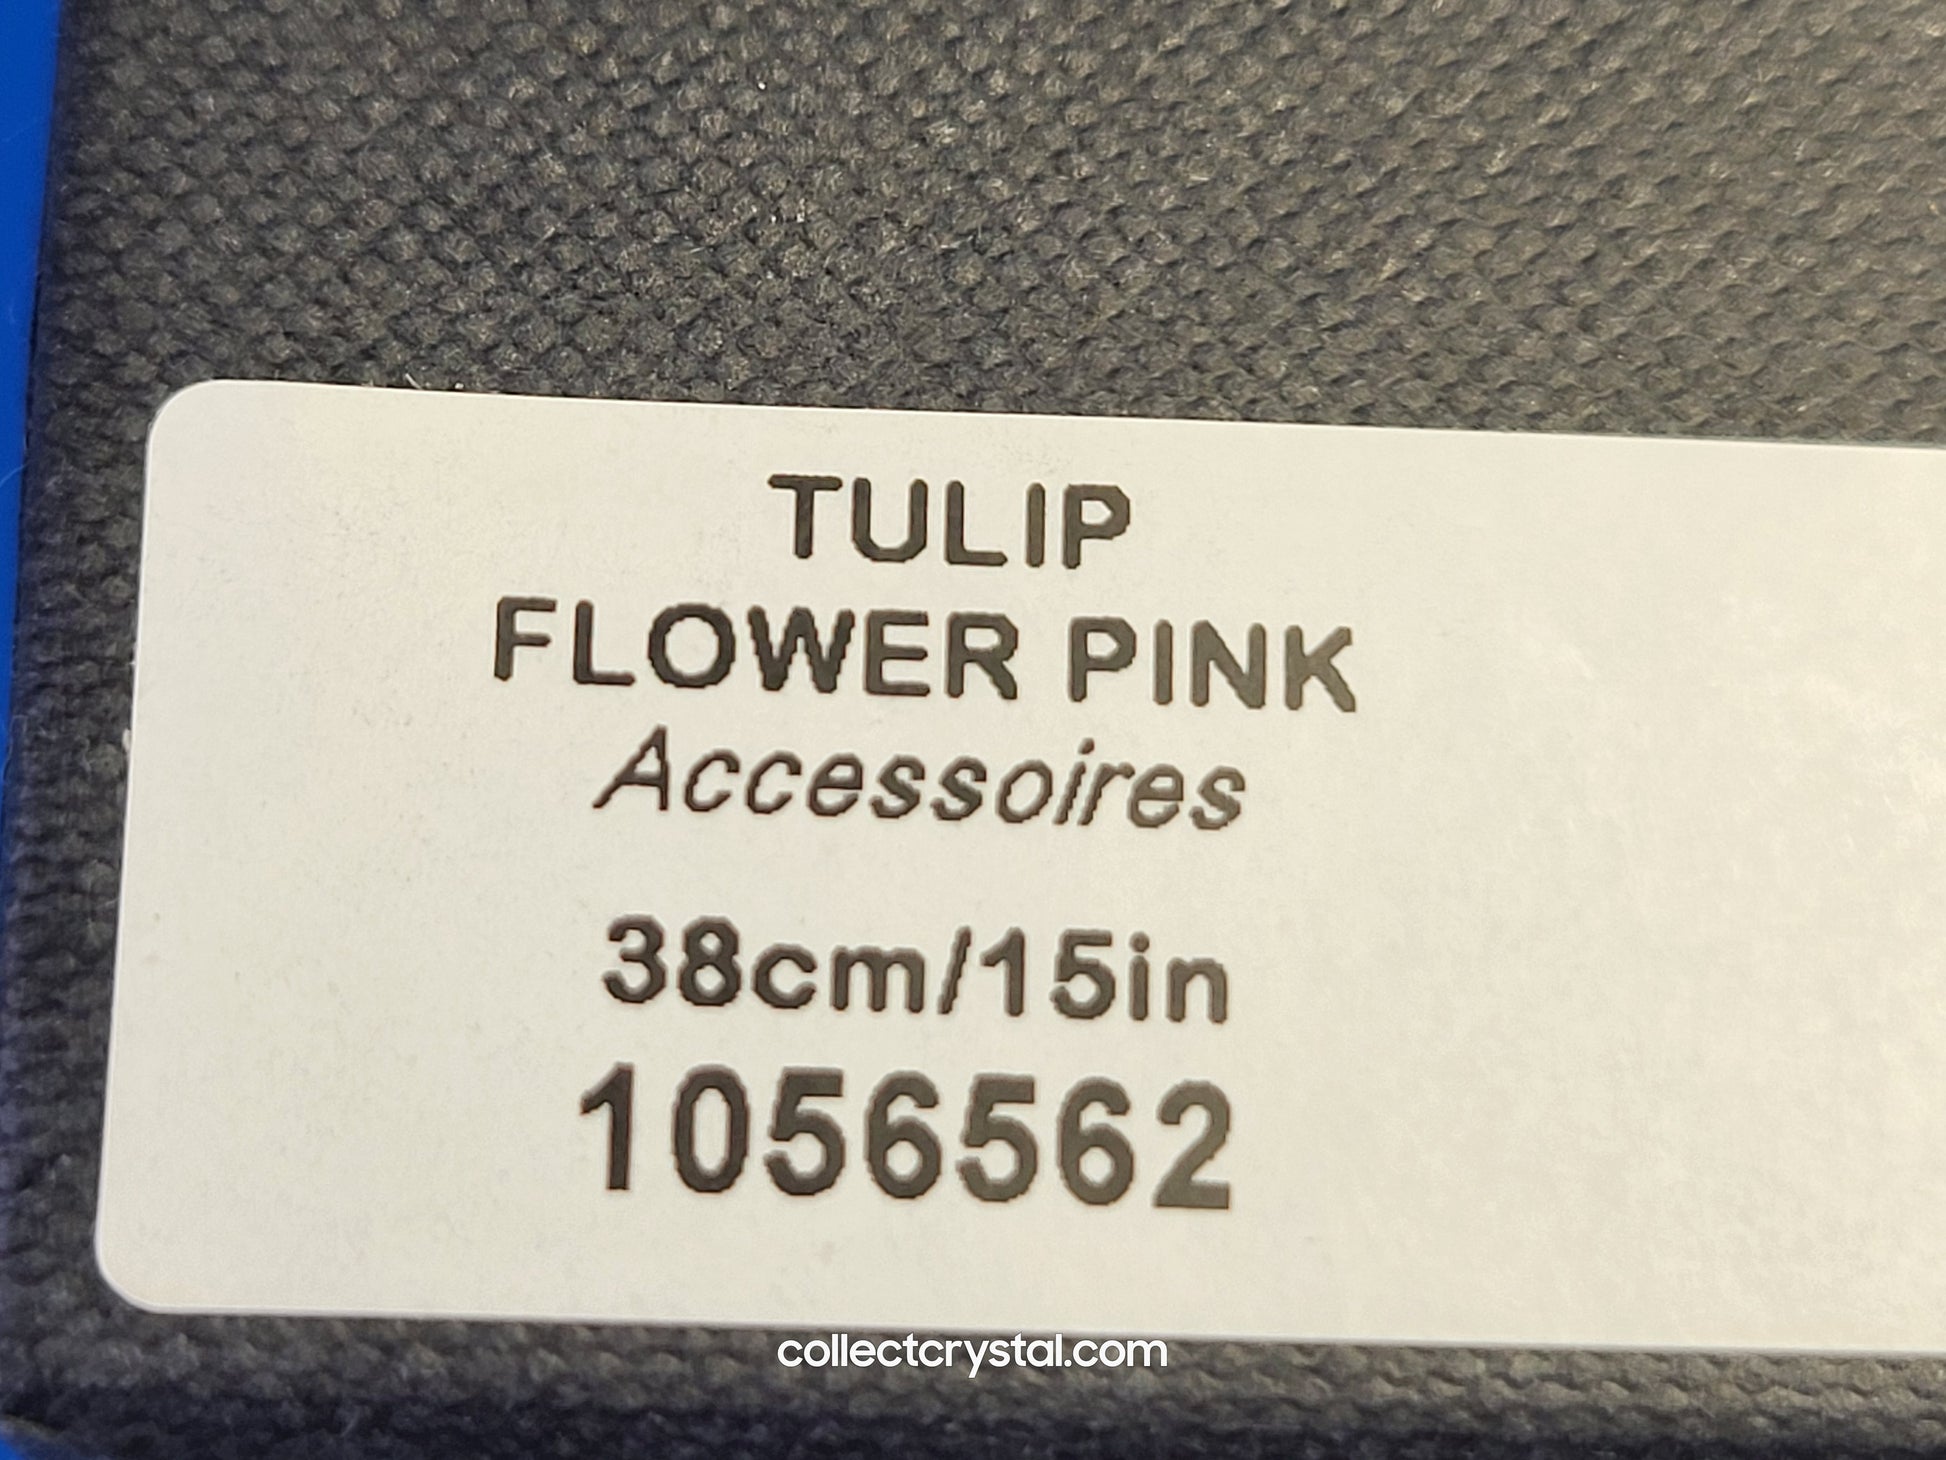 TULIP
FLOWER PINK
Accessoires
38cm/15in
1056562
collectcrystal.com